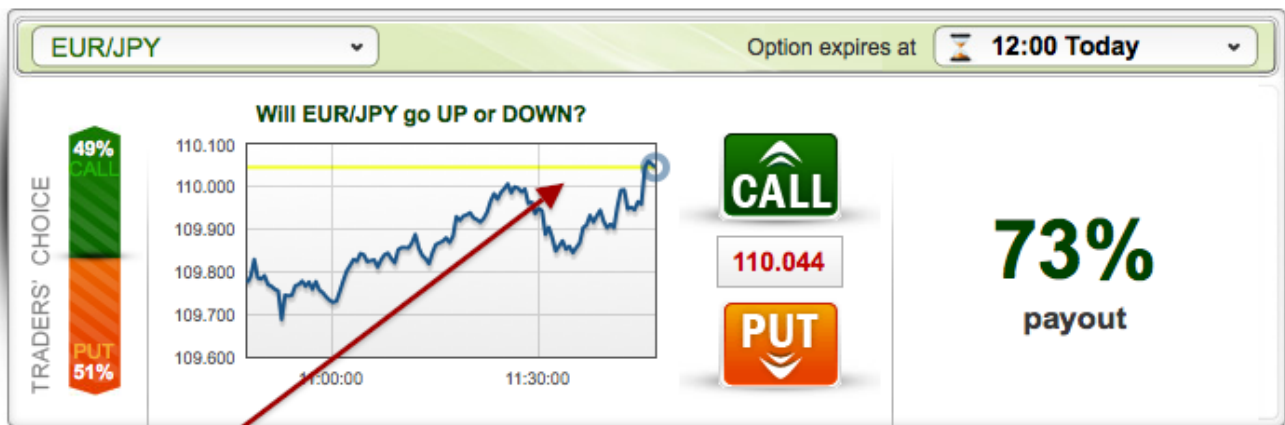 EUR/JPY
Option expires at
12:00 Today
Will EUR/JPY go UP or DOWN?
TRADERS' CHOICE
49%
CALL
PUT
51%
110.100
110.000
109.900
109.800
109.700
109.600
11:00:00
11:30:00
CALL
110.044
PUT
73%
payout